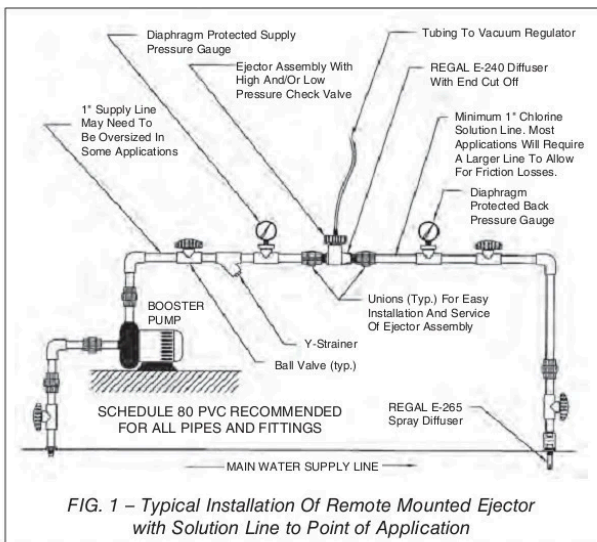 Diaphragm Protected Supply
Pressure Gauge
Tubing To Vacuum Regulator
Ejector Assembly With
High And/Or Low
Pressure Check Valve
REGAL E-240 Diffuser
With End Cut Off
1" Supply Line
May Need To
Be Oversized In
Some Applications
Minimum 1" Chlorine
Solution Line. Most
Applications Will Require
A Larger Line To Allow
For Friction Losses.
Diaphragm
Protected Back
Pressure Gauge
Unions (Typ.) For Easy
Installation And Service
Of Ejector Assembly
BOOSTER
PUMP
Y-Strainer
Ball Valve (typ.)
SCHEDULE 80 PVC RECOMMENDED
FOR ALL PIPES AND FITTINGS
REGAL E-265
Spray Diffuser
MAIN WATER SUPPLY LINE
FIG. 1 – Typical Installation Of Remote Mounted Ejector
with Solution Line to Point of Application